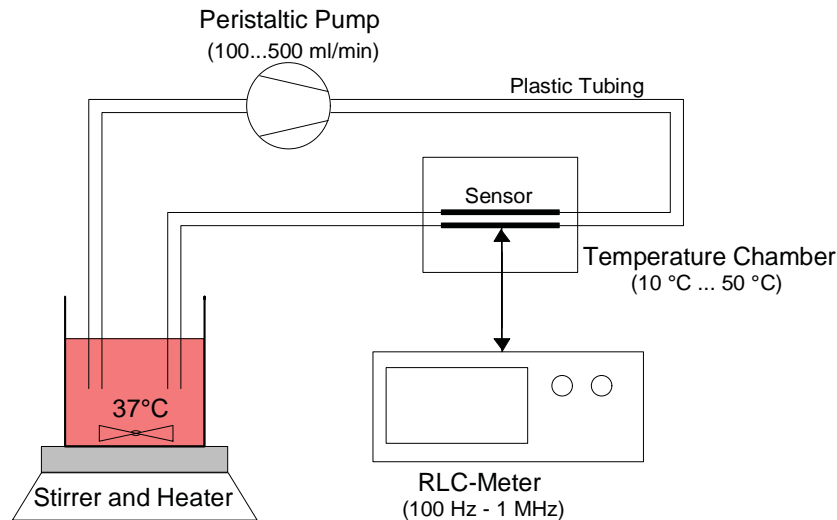 Peristaltic Pump
(100...500 ml/min)
Plastic Tubing
Sensor
Temperature Chamber
(10 °C ... 50 °C)
37°C
Stirrer and Heater
RLC-Meter
(100 Hz - 1 MHz)